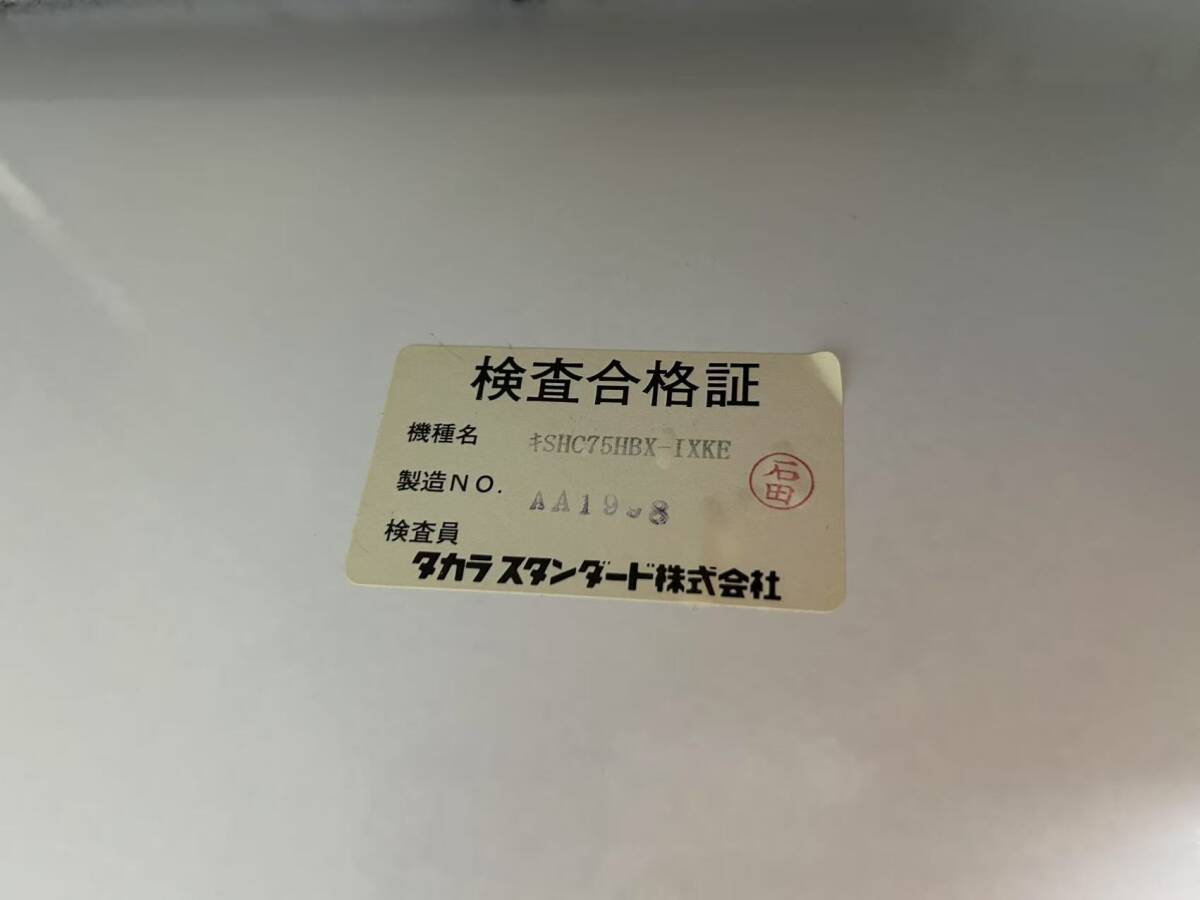 検査合格証
機種名 ｷSHC75HBX-IXKE
製造NO.
検査員 石田
タカラスタンダード株式会社